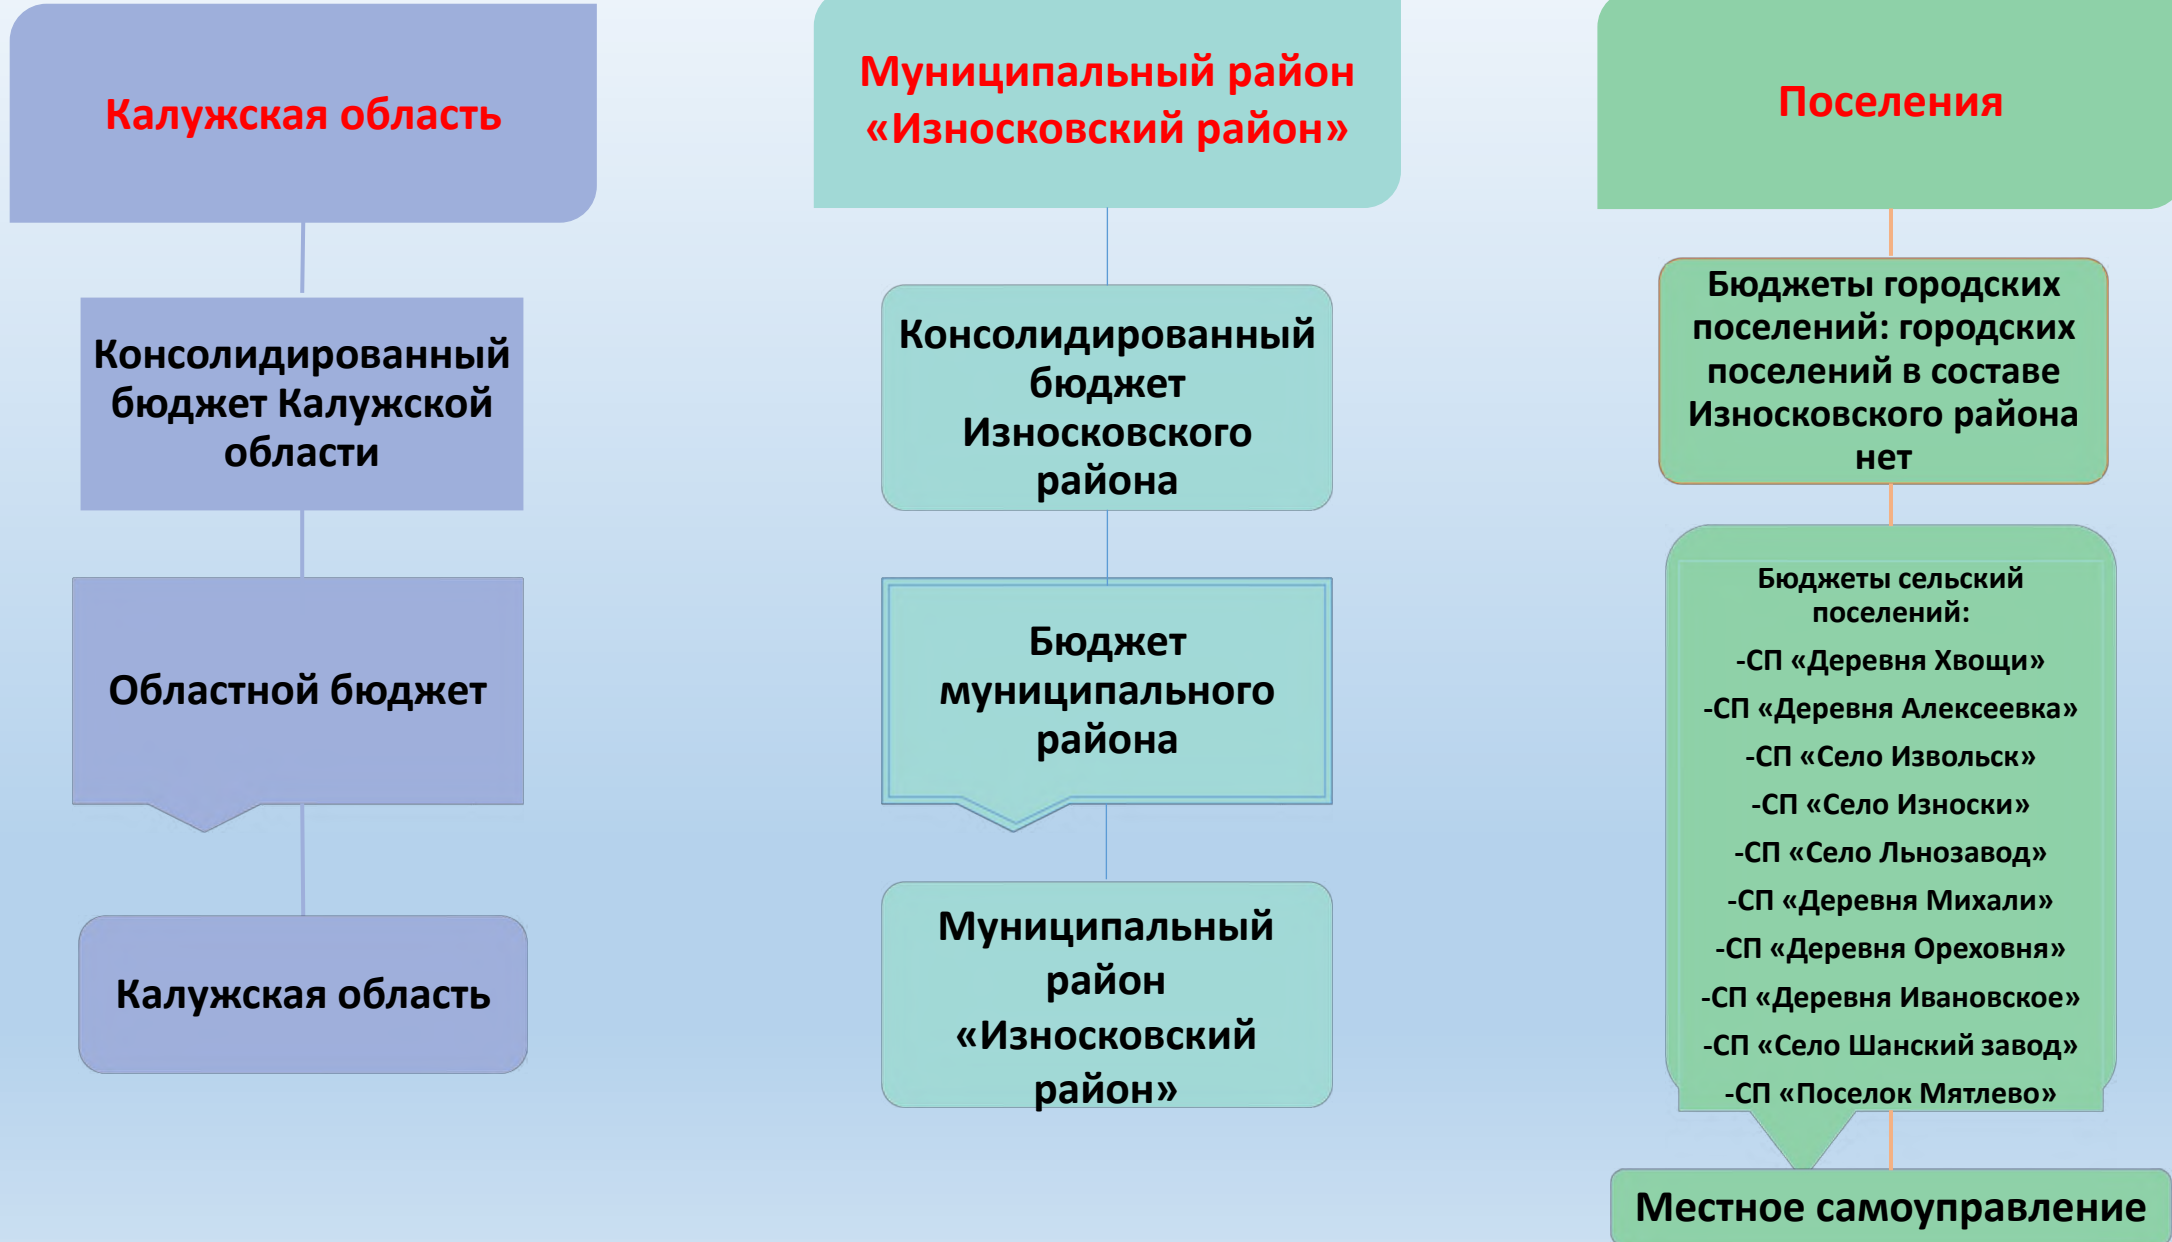 Калужская область
Консолидированный
бюджет Калужской
области
Областной бюджет
Калужская область
Муниципальный район
«Износковский район»
Консолидированный
бюджет
Износковского
района
Бюджет
муниципального
района
Муниципальный
район
«Износковский
район»
Поселения
Бюджеты городских
поселений: городских
поселений в составе
Износковского района
нет
Бюджеты сельский
поселений:
-СП «Деревня Хвощи»
-СП «Деревня Алексеевка»
-СП «Село Извольск»
-СП «Село Износки»
-СП «Село Льнозавод»
-СП «Деревня Михали»
-СП «Деревня Ореховня»
-СП «Деревня Ивановское»
-СП «Село Шанский завод»
-СП «Поселок Мятлево»
Местное самоуправление